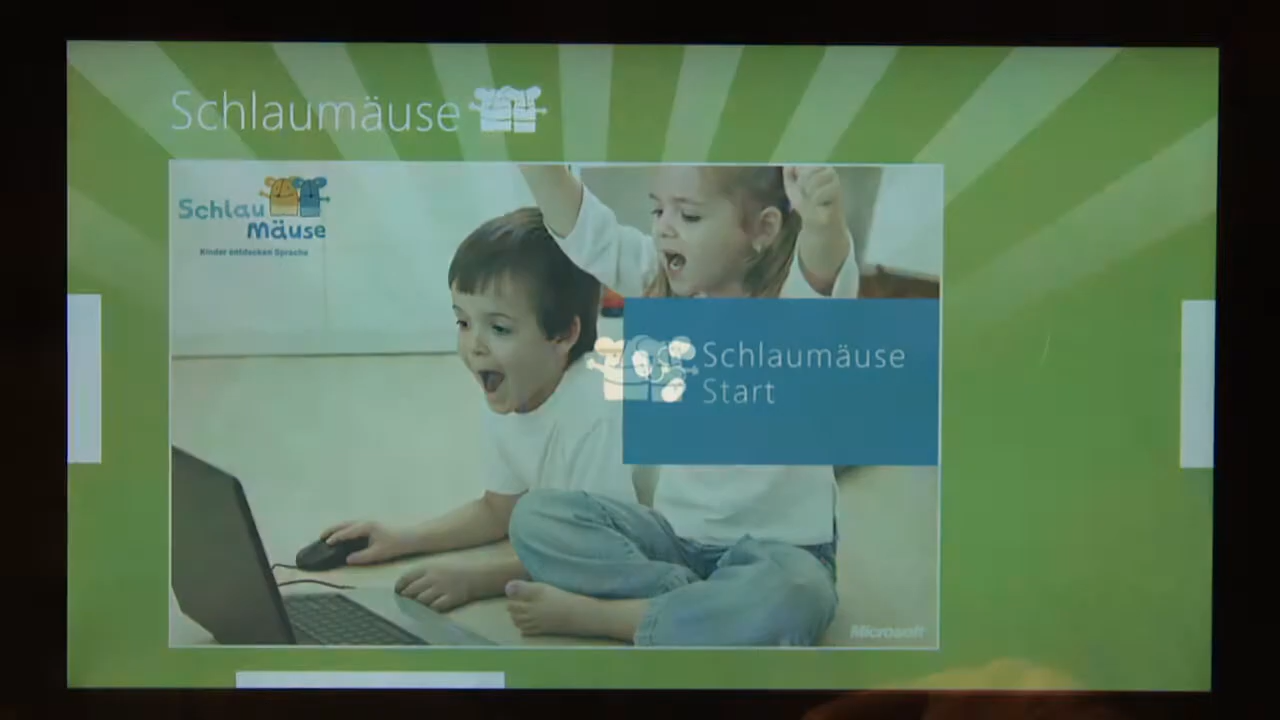 Schlaumäuse
Schlau
Mäuse
Kinder entdecken Sprache
Schlaumäuse
Start
Microsoft